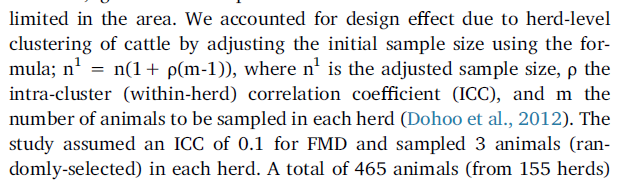 limited in the area. We accounted for design effect due to herd-level
clustering of cattle by adjusting the initial sample size using the for-
mula; n¹ = n(1+ ρ(m-1)), where n¹ is the adjusted sample size, ρ the
intra-cluster (within-herd) correlation coefficient (ICC), and m the
number of animals to be sampled in each herd (Dohoo et al., 2012). The
study assumed an ICC of 0.1 for FMD and sampled 3 animals (ran-
domly-selected) in each herd. A total of 465 animals (from 155 herds)